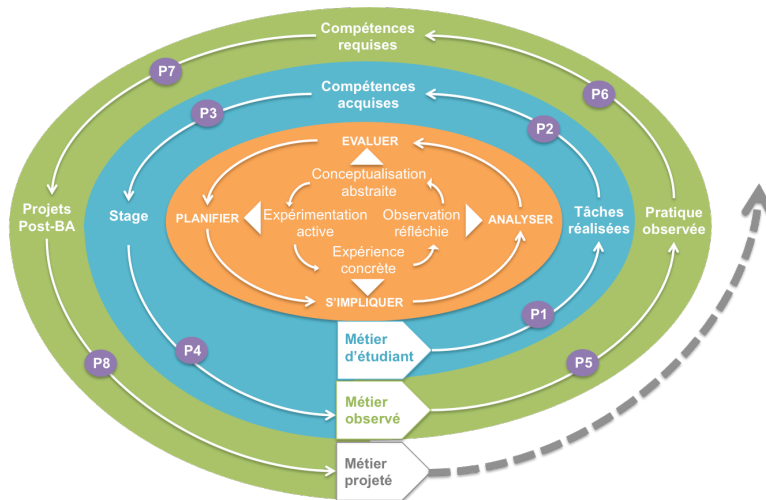 Compétences
requises
P7
P6
Compétences
acquises
P3
P2
EVALUER
Conceptualisation
abstraite
Projets
Post-BA
Stage
PLANIFIER
Expérimentation
active
Observation
réfléchie
ANALYSER
Tâches
réalisées
Pratique
observée
Expérience
concrète
S'IMPLIQUER
P1
Métier
d'étudiant
P4
P8
P5
Métier
observé
Métier
projeté